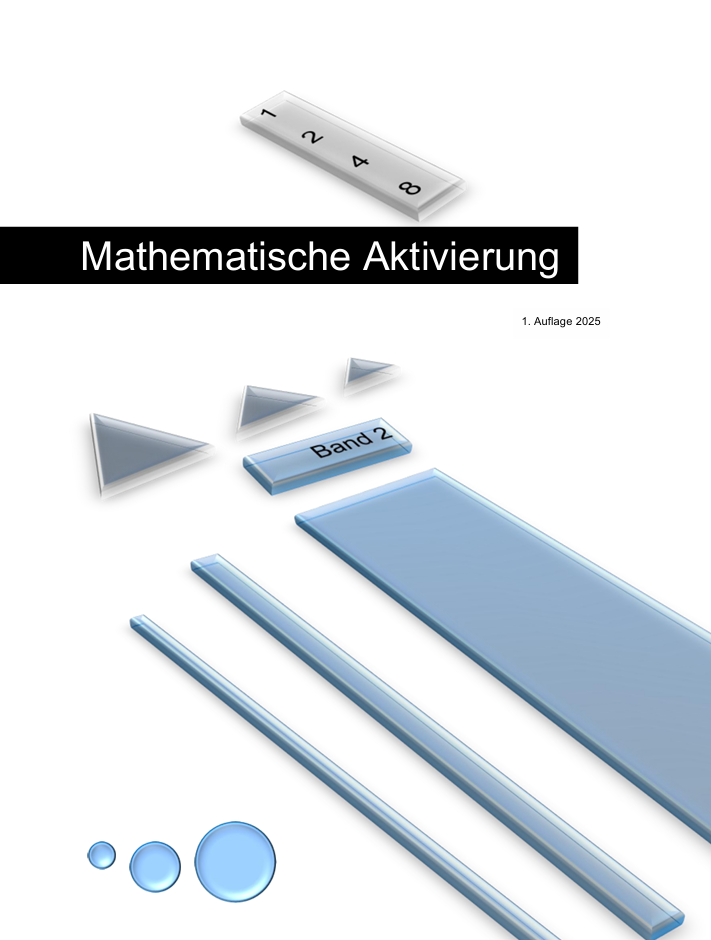 1 2 4 8
Mathematische Aktivierung
1. Auflage 2025
Band 2